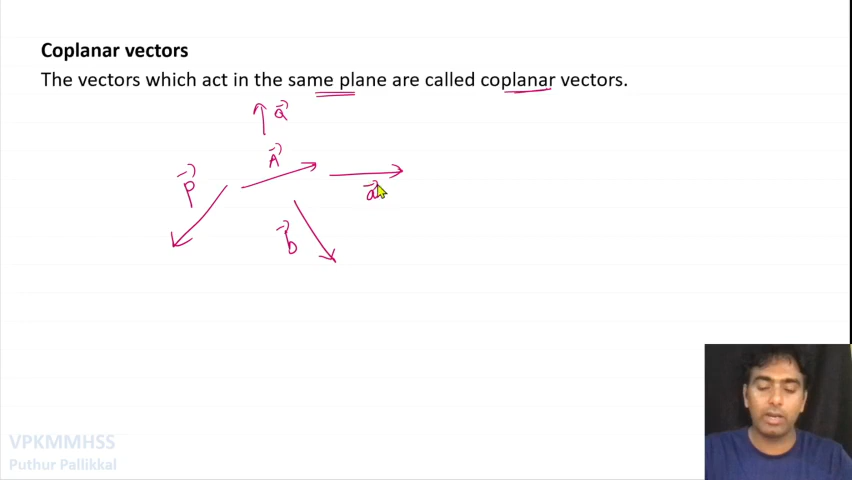 Coplanar vectors
The vectors which act in the same plane are called coplanar vectors.
Q⃗
A⃗
P⃗
a⃗
b⃗
VPKMMHSS
Puthur Pallikkal